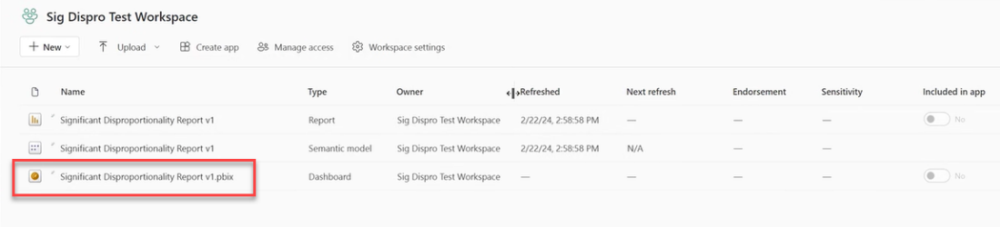 Sig Dispro Test Workspace
New Upload Create app Manage access Workspace settings
Name Type Owner Refreshed Next refresh Endorsement Sensitivity Included in app
Significant Disproportionality Report v1 Report Sig Dispro Test Workspace 2/22/24, 2:58:58 PM — — — No
Significant Disproportionality Report v1 Semantic model Sig Dispro Test Workspace 2/22/24, 2:58:58 PM N/A — —
Significant Disproportionality Report v1.pbix Dashboard Sig Dispro Test Workspace — — — — No